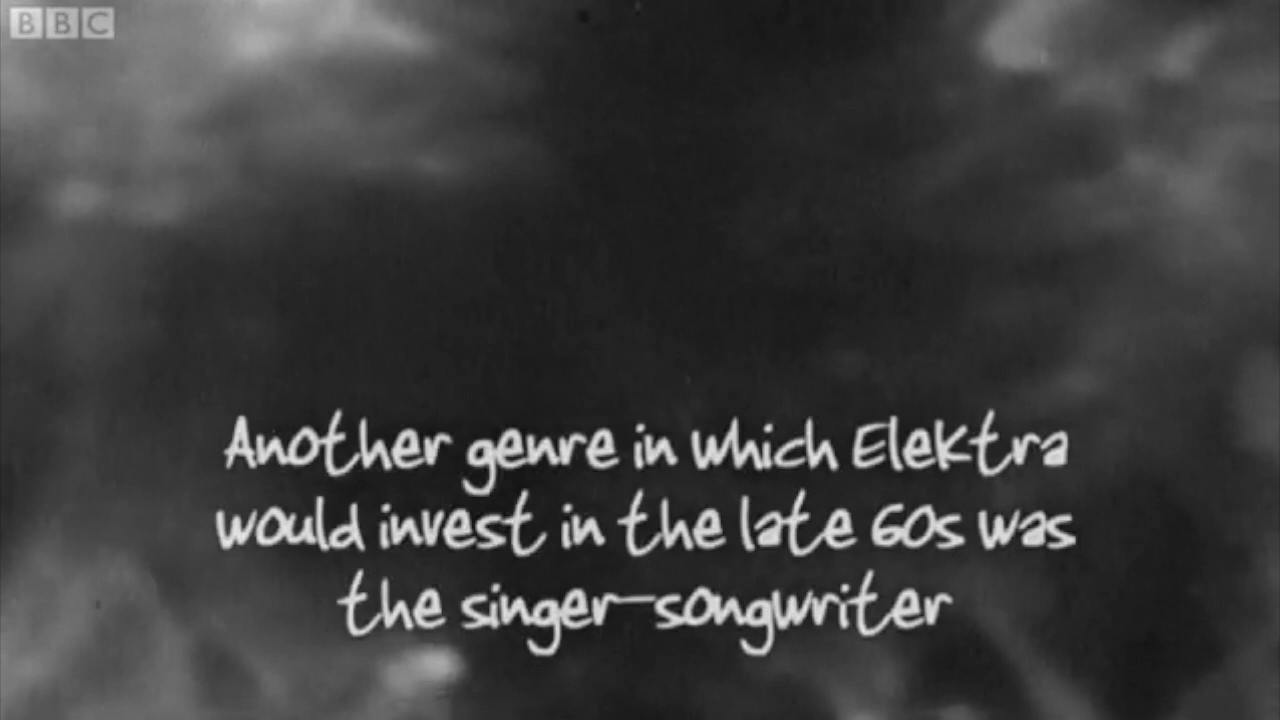 BBC
Another genre in which Elektra
would invest in the late 60s was
the singer-songwriter